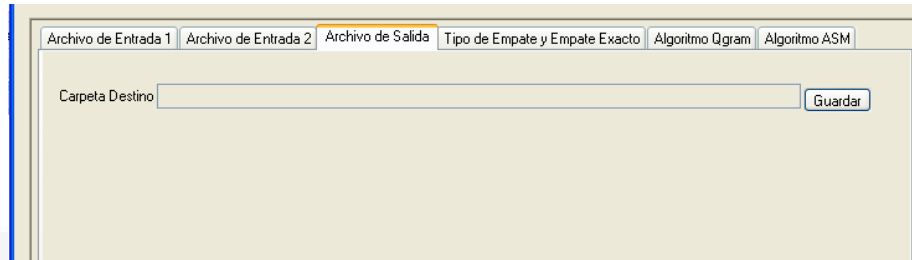 Archivo de Entrada 1 Archivo de Entrada 2 Archivo de Salida Tipo de Empate y Empate Exacto Algoritmo Qgram Algoritmo ASM
Carpeta Destino Guardar